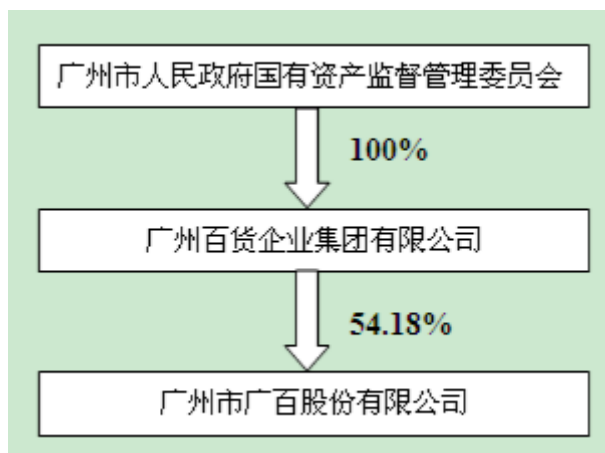 广州市人民政府国有资产监督管理委员会
100%
广州百货企业集团有限公司
54.18%
广州市广百股份有限公司